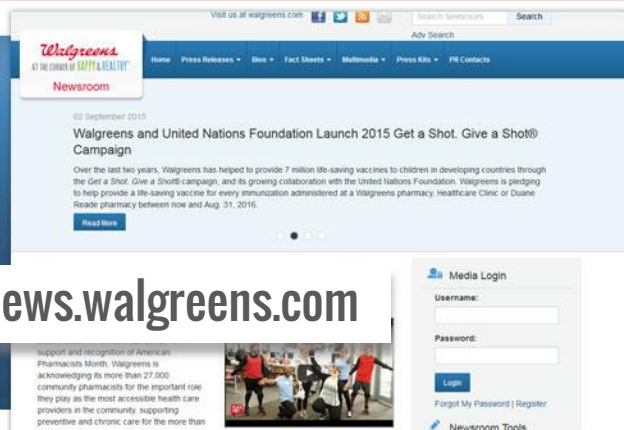 Visit us at walgreens.com
Search Newsroom
Search
Adv Search
Walgreens
AT THE CORNER OF HAPPY & HEALTHY
Newsroom
Home Press Releases Bios Fact Sheets Multimedia Press Kits PR Contacts
02 September 2015
Walgreens and United Nations Foundation Launch 2015 Get a Shot. Give a Shot®
Campaign
Over the last two years, Walgreens has helped to provide 7 million life-saving vaccines to children in developing countries through
the Get a Shot. Give a Shot® campaign, and its growing collaboration with the United Nations Foundation. Walgreens is pledging
to help provide a life-saving vaccine for every immunization administered at a Walgreens pharmacy, Healthcare Clinic or Duane
Reade pharmacy between now and Aug. 31, 2016.
Read More
ews.walgreens.com
support and recognition of American
Pharmacists Month, Walgreens is
acknowledging its more than 27,000
community pharmacists for the important role
they play as the most accessible health care
providers in the community, supporting
preventive and chronic care for the more than
Media Login
Username:
Password:
Login
Forgot My Password | Register
Newsroom Tools